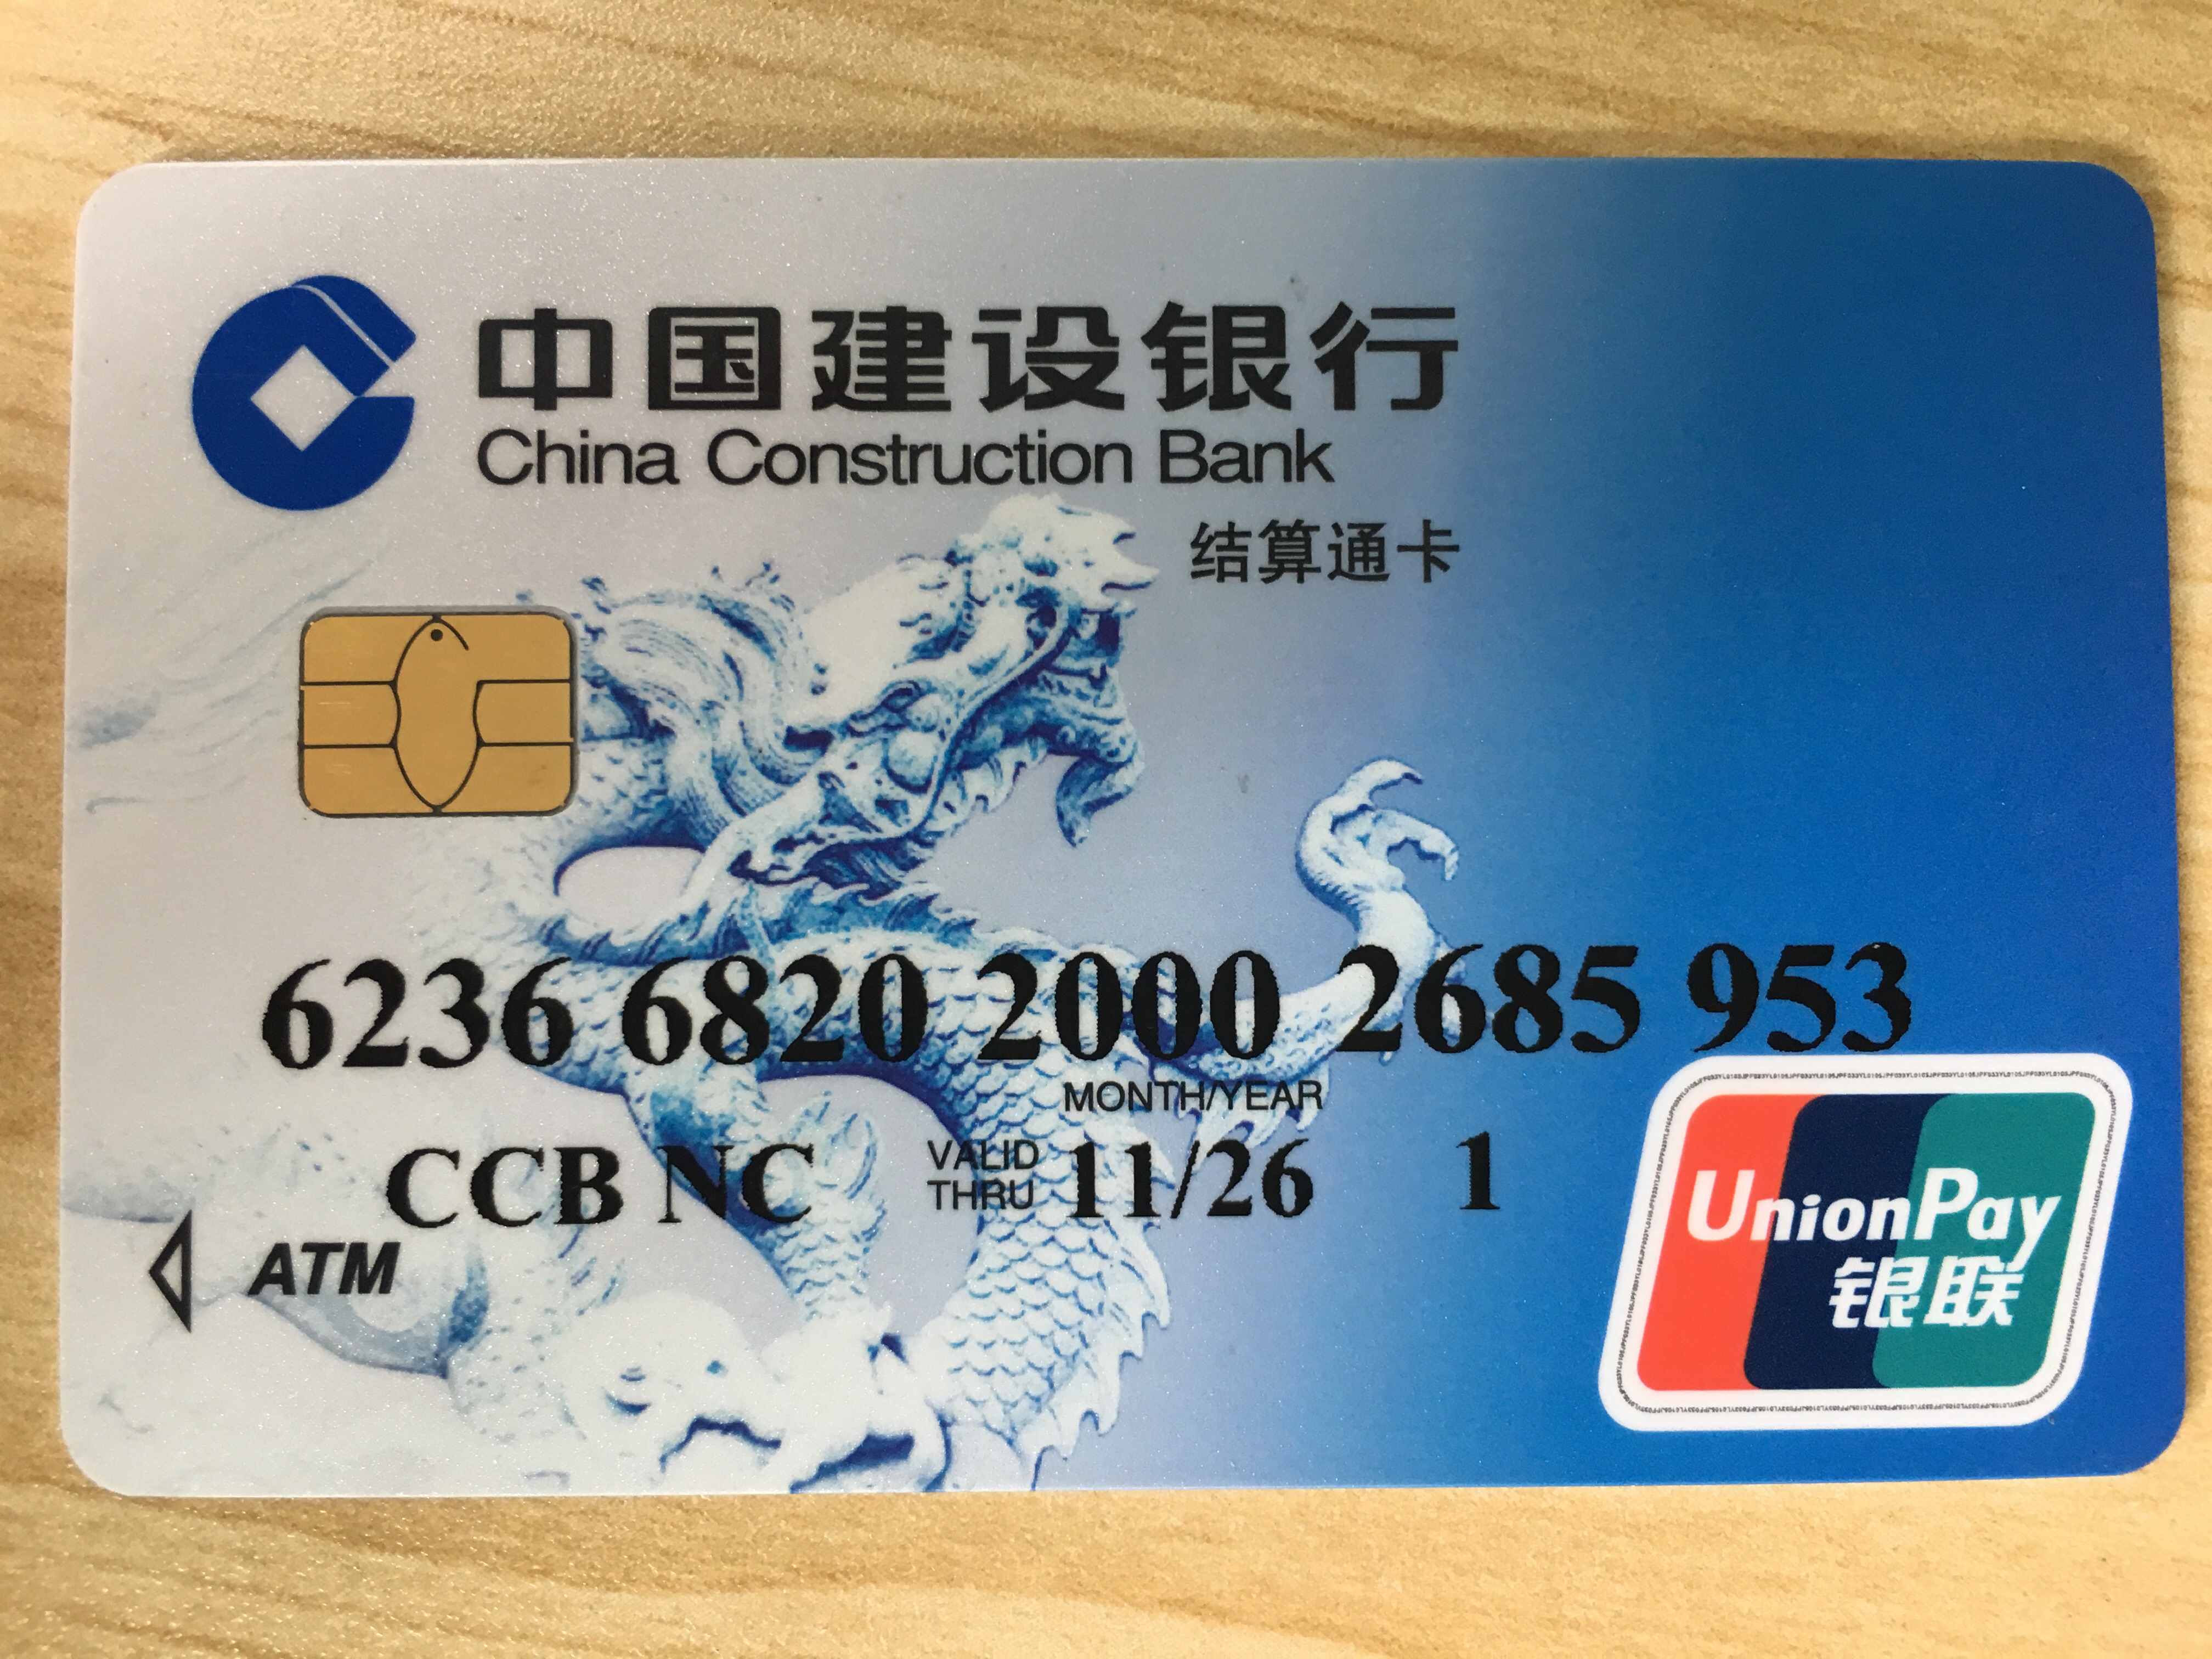 中国建设银行
China Construction Bank
结算通卡
6236 6820 2000 2685 953
MONTH/YEAR
VALID
THRU
11/26
1
CCB NC
ATM
UnionPay
银联